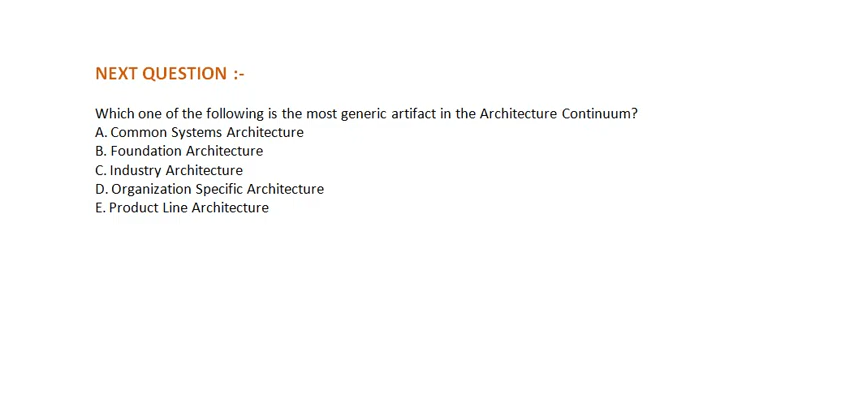 NEXT QUESTION :-
Which one of the following is the most generic artifact in the Architecture Continuum?
A. Common Systems Architecture
B. Foundation Architecture
C. Industry Architecture
D. Organization Specific Architecture
E. Product Line Architecture